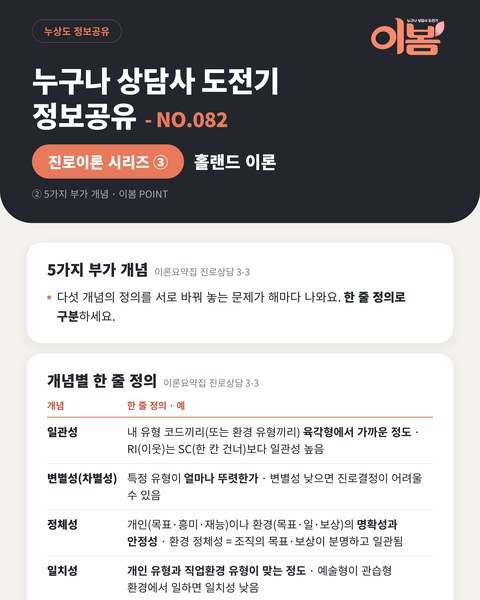 누상도 정보공유
누구나 상담사 도전기
이봄
누구나 상담사 도전기
정보공유 - NO.082
진로이론 시리즈 ③ 홀랜드 이론
② 5가지 부가 개념 · 이봄 POINT
5가지 부가 개념 이론요약집 진로상담 3-3
• 다섯 개념의 정의를 서로 바꿔 놓는 문제가 해마다 나와요. 한 줄 정의로
구분하세요.
개념별 한 줄 정의 이론요약집 진로상담 3-3
개념 한 줄 정의 · 예
일관성 내 유형 코드끼리(또는 환경 유형끼리) 육각형에서 가까운 정도 ·
RI(이웃)는 SC(한 칸 건너)보다 일관성 높음
변별성(차별성) 특정 유형이 얼마나 뚜렷한가 · 변별성 낮으면 진로결정이 어려울
수 있음
정체성 개인(목표·흥미·재능)이나 환경(목표·일·보상)의 명확성과
안정성 · 환경 정체성 = 조직의 목표·보상이 분명하고 일관됨
일치성 개인 유형과 직업환경 유형이 맞는 정도 · 예술형이 관습형
환경에서 일하면 일치성 낮음